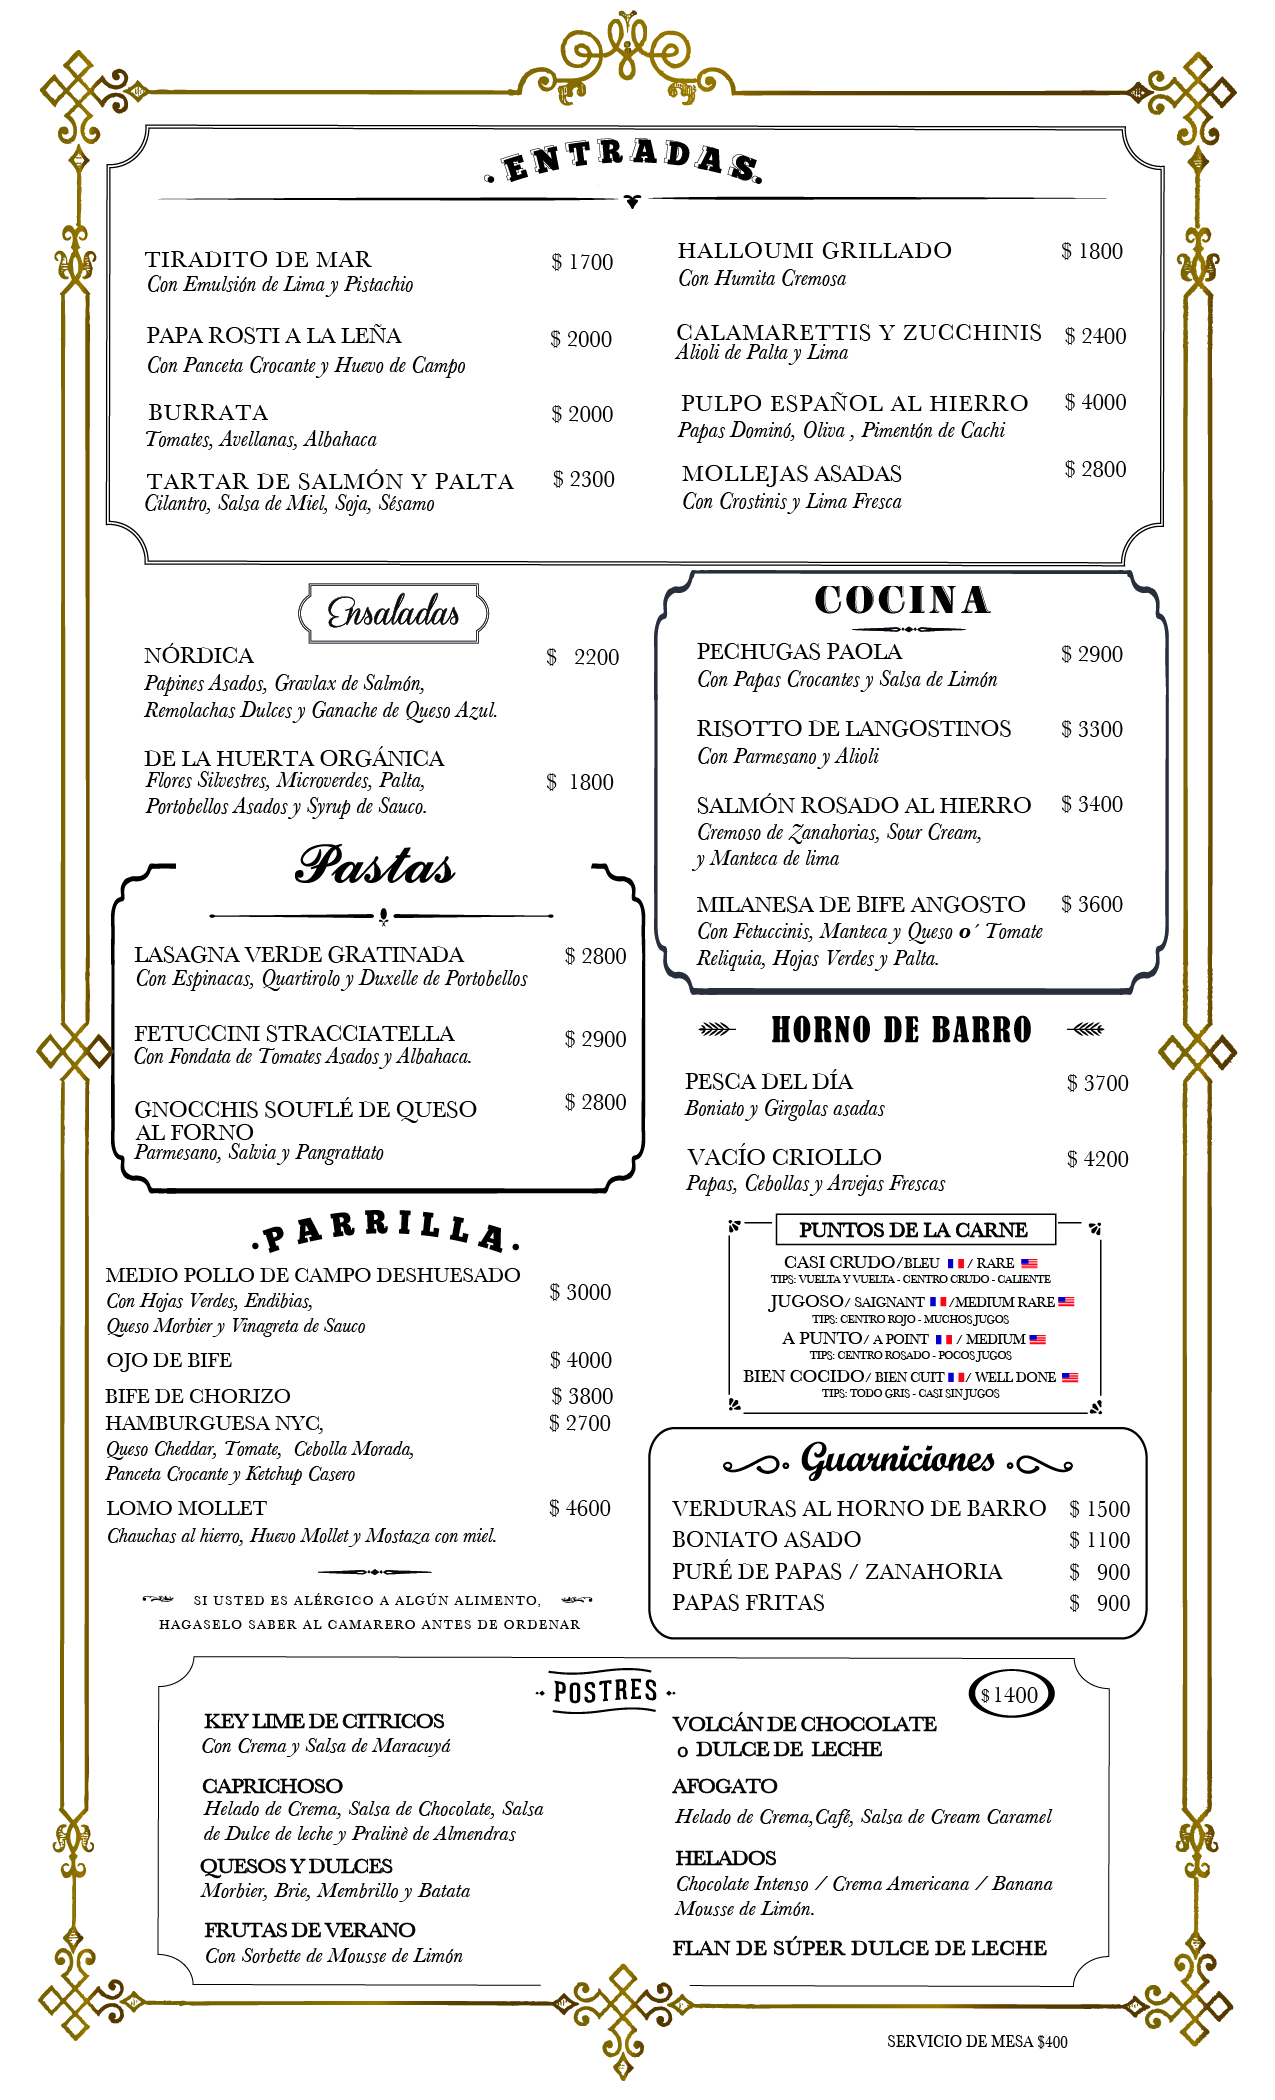 ENTRADAS
TIRADITO DE MAR $ 1700
Con Emulsión de Lima y Pistachio
PAPA ROSTI A LA LEÑA $ 2000
Con Panceta Crocante y Huevo de Campo
BURRATA $ 2000
Tomates, Avellanas, Albahaca
TARTAR DE SALMÓN Y PALTA $ 2300
Cilantro, Salsa de Miel, Soja, Sésamo
HALLOUMI GRILLADO $ 1800
Con Humita Cremosa
CALAMARETTIS Y ZUCCHINIS $ 2400
Alioli de Palta y Lima
PULPO ESPAÑOL AL HIERRO $ 4000
Papas Dominó, Oliva , Pimentón de Cachi
MOLLEJAS ASADAS $ 2800
Con Crostinis y Lima Fresca
Ensaladas
NÓRDICA $ 2200
Papines Asados, Gravlax de Salmón,
Remolachas Dulces y Ganache de Queso Azul.
DE LA HUERTA ORGÁNICA
Flores Silvestres, Microverdes, Palta, $ 1800
Portobellos Asados y Syrup de Sauco.
Pastas
LASAGNA VERDE GRATINADA $ 2800
Con Espinacas, Quartirolo y Duxelle de Portobellos
FETUCCINI STRACCIATELLA $ 2900
Con Fondata de Tomates Asados y Albahaca.
GNOCCHIS SOUFLÉ DE QUESO $ 2800
AL FORNO
Parmesano, Salvia y Pangrattato
PARRILLA
MEDIO POLLO DE CAMPO DESHUESADO $ 3000
Con Hojas Verdes, Endibias,
Queso Morbier y Vinagreta de Sauco
OJO DE BIFE $ 4000
BIFE DE CHORIZO $ 3800
HAMBURGUESA NYC, $ 2700
Queso Cheddar, Tomate, Cebolla Morada,
Panceta Crocante y Ketchup Casero
LOMO MOLLET $ 4600
Chauchas al hierro, Huevo Mollet y Mostaza con miel.
SI USTED ES ALÉRGICO A ALGÚN ALIMENTO,
HAGASELO SABER AL CAMARERO ANTES DE ORDENAR
COCINA
PECHUGAS PAOLA $ 2900
Con Papas Crocantes y Salsa de Limón
RISOTTO DE LANGOSTINOS $ 3300
Con Parmesano y Alioli
SALMÓN ROSADO AL HIERRO $ 3400
Cremoso de Zanahorias, Sour Cream,
y Manteca de lima
MILANESA DE BIFE ANGOSTO $ 3600
Con Fetuccinis, Manteca y Queso o´ Tomate
Reliquia, Hojas Verdes y Palta.
HORNO DE BARRO
PESCA DEL DÍA $ 3700
Boniato y Girgolas asadas
VACÍO CRIOLLO $ 4200
Papas, Cebollas y Arvejas Frescas
PUNTOS DE LA CARNE
CASI CRUDO/BLEU / RARE
TIPS: VUELTA Y VUELTA - CENTRO CRUDO - CALIENTE
JUGOSO/ SAIGNANT /MEDIUM RARE
TIPS: CENTRO ROJO - MUCHOS JUGOS
A PUNTO/ A POINT / MEDIUM
TIPS: CENTRO ROSADO - POCOS JUGOS
BIEN COCIDO/ BIEN CUIT / WELL DONE
TIPS: TODO GRIS - CASI SIN JUGOS
Guarniciones
VERDURAS AL HORNO DE BARRO $ 1500
BONIATO ASADO $ 1100
PURÉ DE PAPAS / ZANAHORIA $ 900
PAPAS FRITAS $ 900
POSTRES $1400
KEY LIME DE CITRICOS
Con Crema y Salsa de Maracuyá
CAPRICHOSO
Helado de Crema, Salsa de Chocolate, Salsa
de Dulce de leche y Pralinè de Almendras
QUESOS Y DULCES
Morbier, Brie, Membrillo y Batata
FRUTAS DE VERANO
Con Sorbette de Mousse de Limón
VOLCÁN DE CHOCOLATE
o DULCE DE LECHE
AFOGATO
Helado de Crema,Café, Salsa de Cream Caramel
HELADOS
Chocolate Intenso / Crema Americana / Banana
Mousse de Limón.
FLAN DE SÚPER DULCE DE LECHE
SERVICIO DE MESA $400